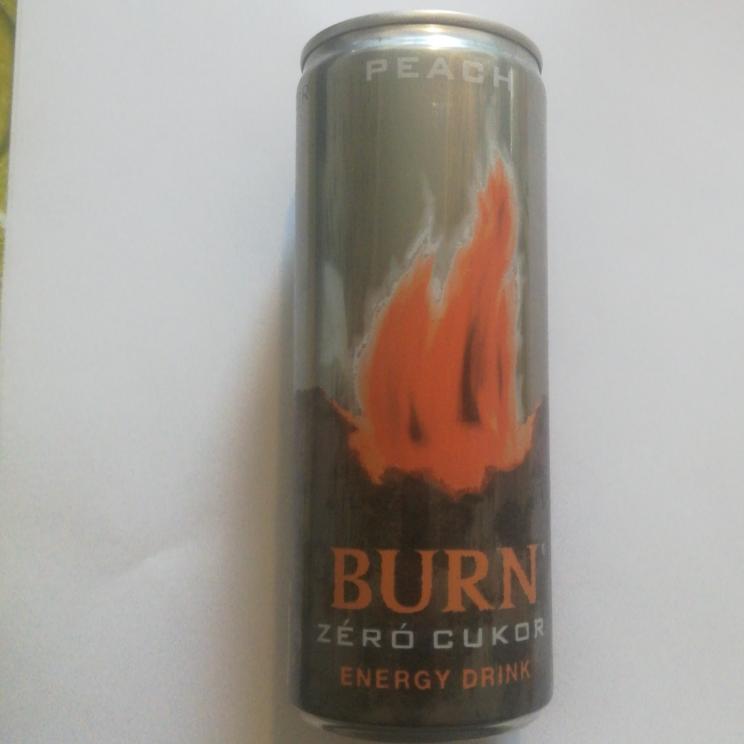 PEACH
BURN
ZÉRÓ CUKOR
ENERGY DRINK